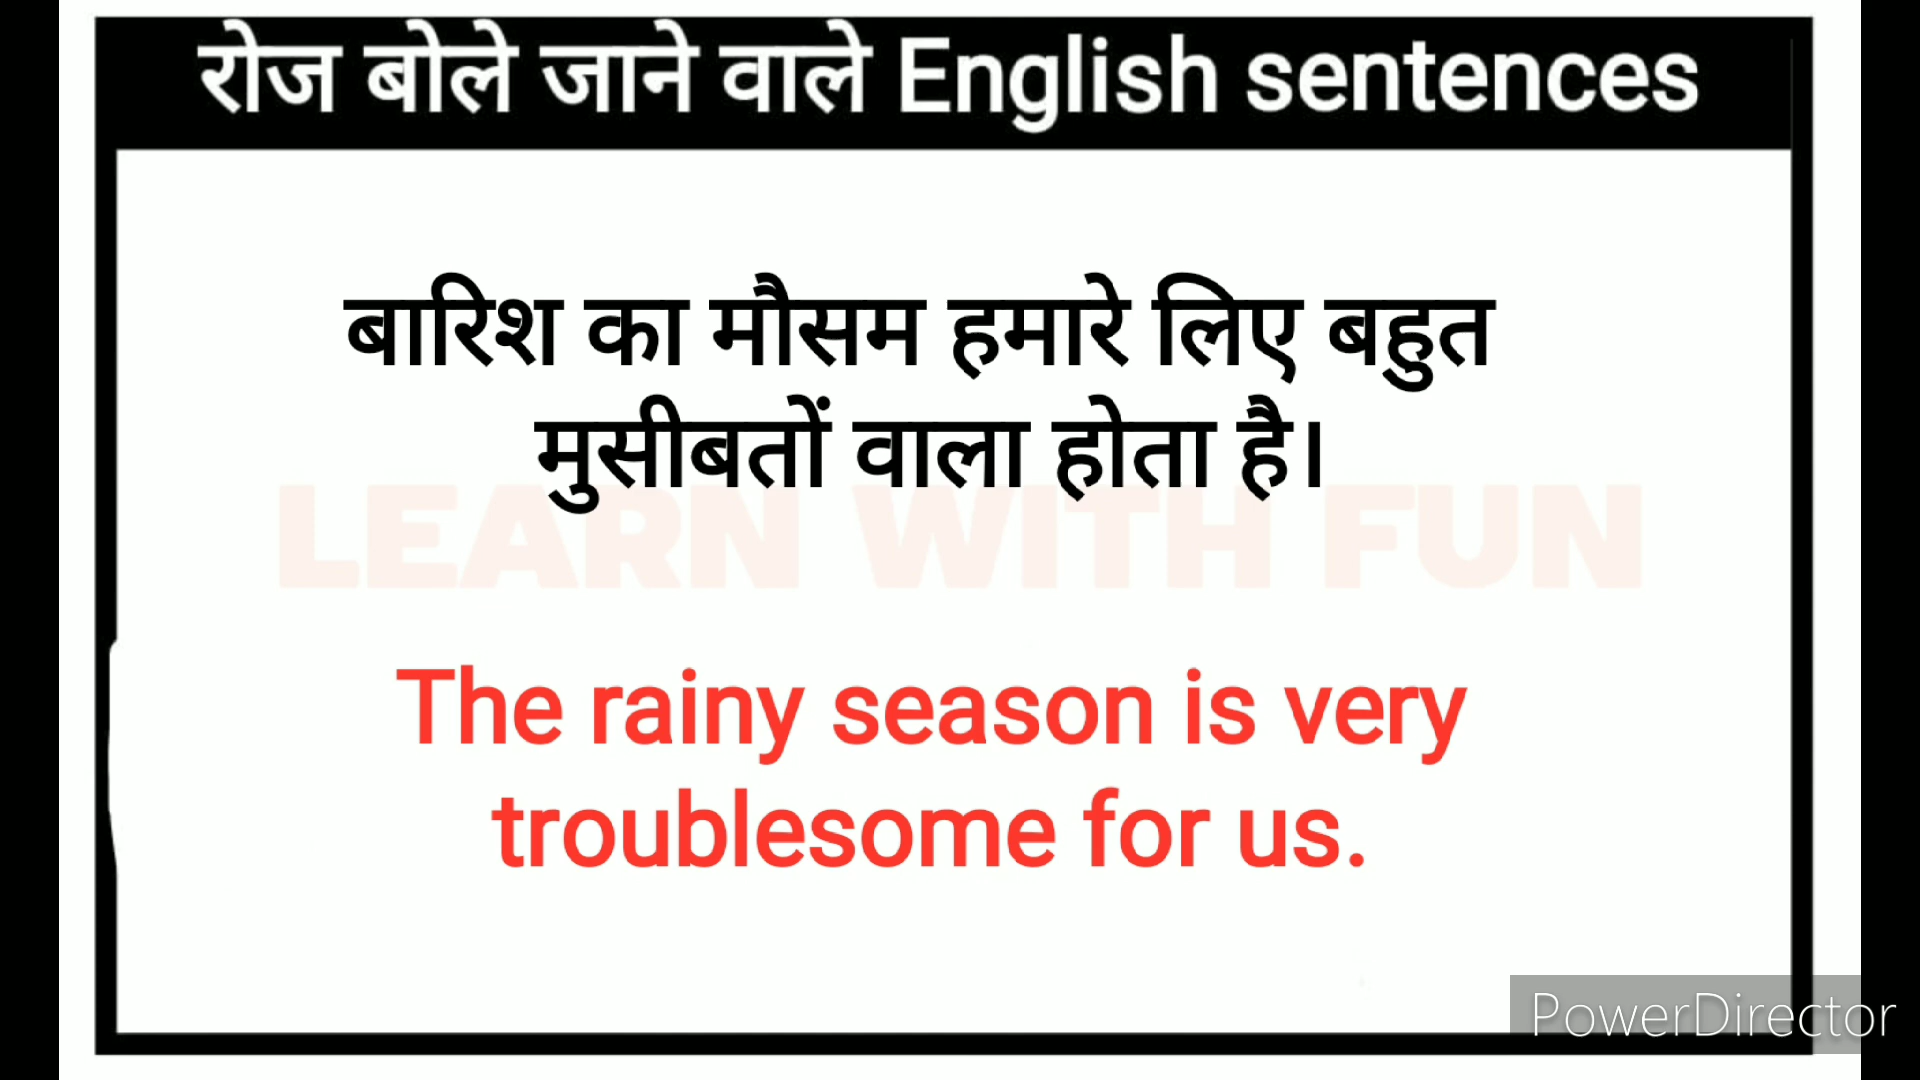 रोज बोले जाने वाले English sentences
बारिश का मौसम हमारे लिए बहुत
मुसीबतों वाला होता है।
LEARN WITH FUN
The rainy season is very
troublesome for us.
PowerDirector